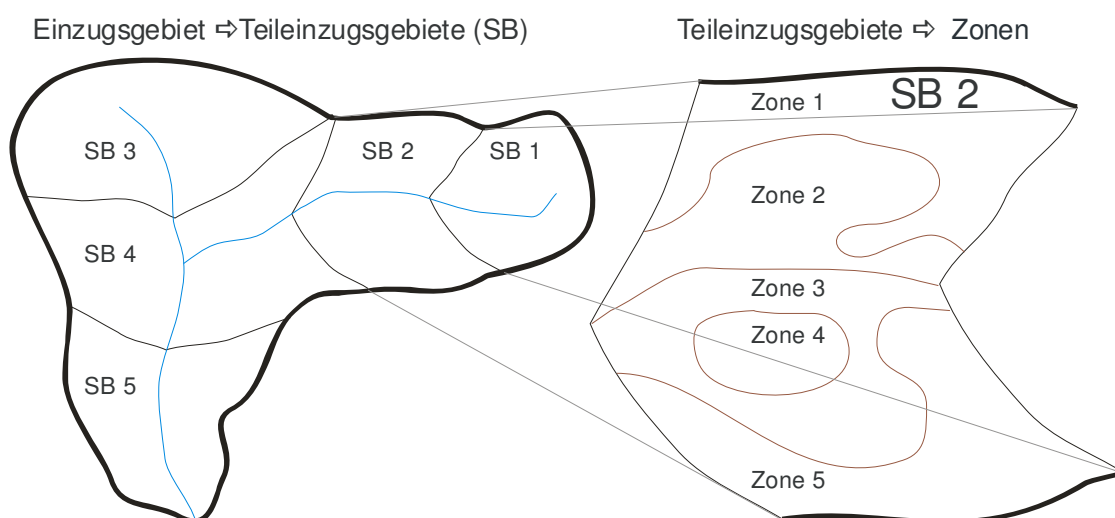 Einzugsgebiet ⇨ Teileinzugsgebiete (SB)
Teileinzugsgebiete ⇨ Zonen
SB 3
SB 2
SB 1
SB 4
SB 5
SB 2
Zone 1
Zone 2
Zone 3
Zone 4
Zone 5